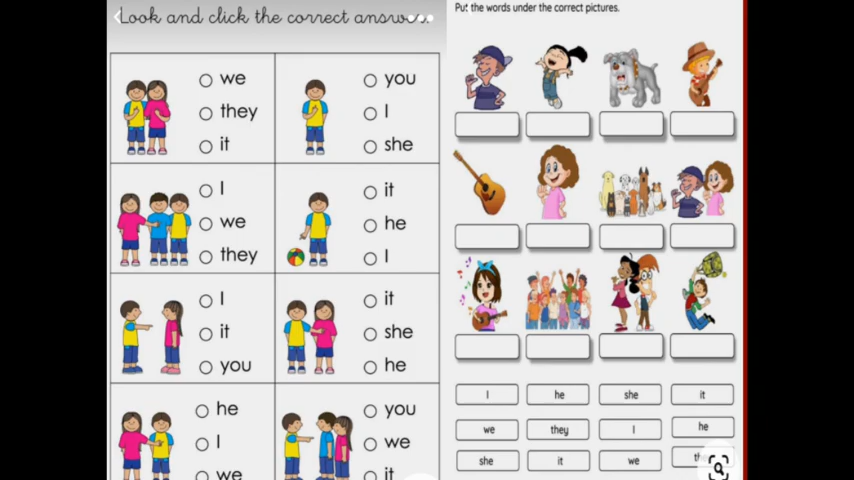 Look and click the correct answer.
we
they
it
you
I
she
I
we
they
it
he
I
I
it
you
it
she
he
he
I
we
you
we
it
Put the words under the correct pictures.
I he she it
we they I he
she it we